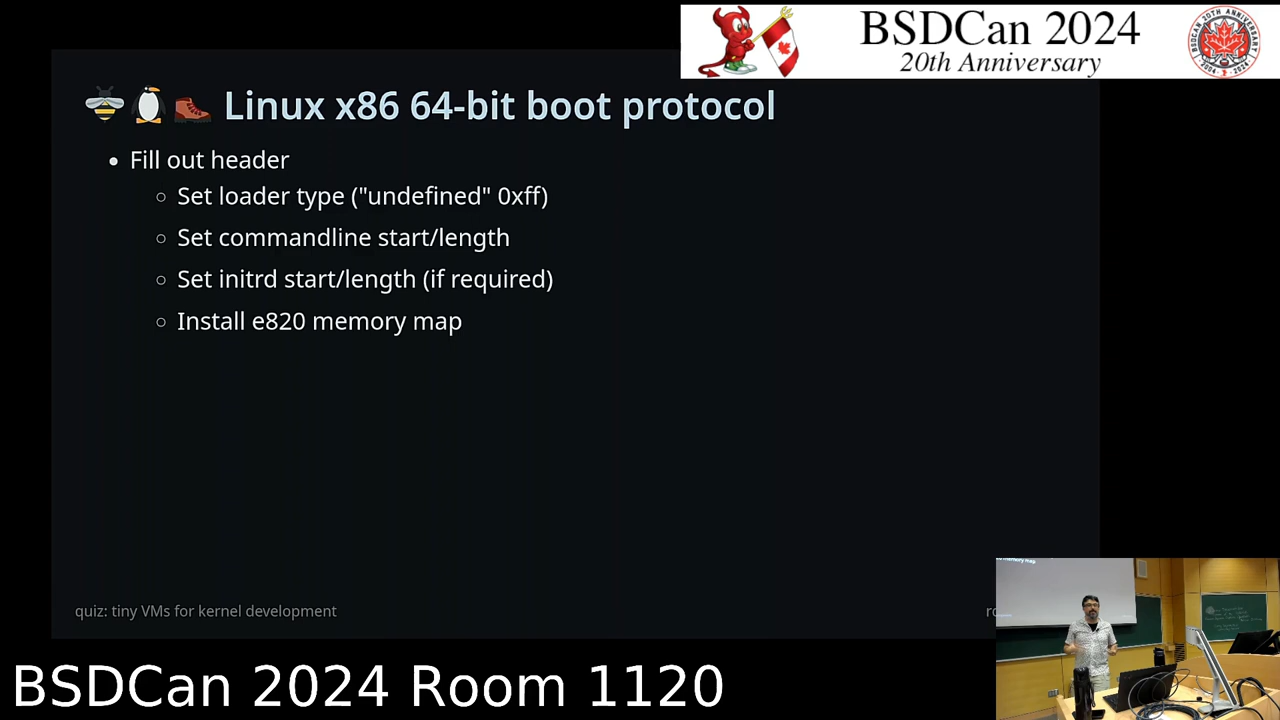 BSDCan 2024
20th Anniversary
Linux x86 64-bit boot protocol
• Fill out header
○ Set loader type ("undefined" 0xff)
○ Set commandline start/length
○ Set initrd start/length (if required)
○ Install e820 memory map
quiz: tiny VMs for kernel development
BSDCan 2024 Room 1120